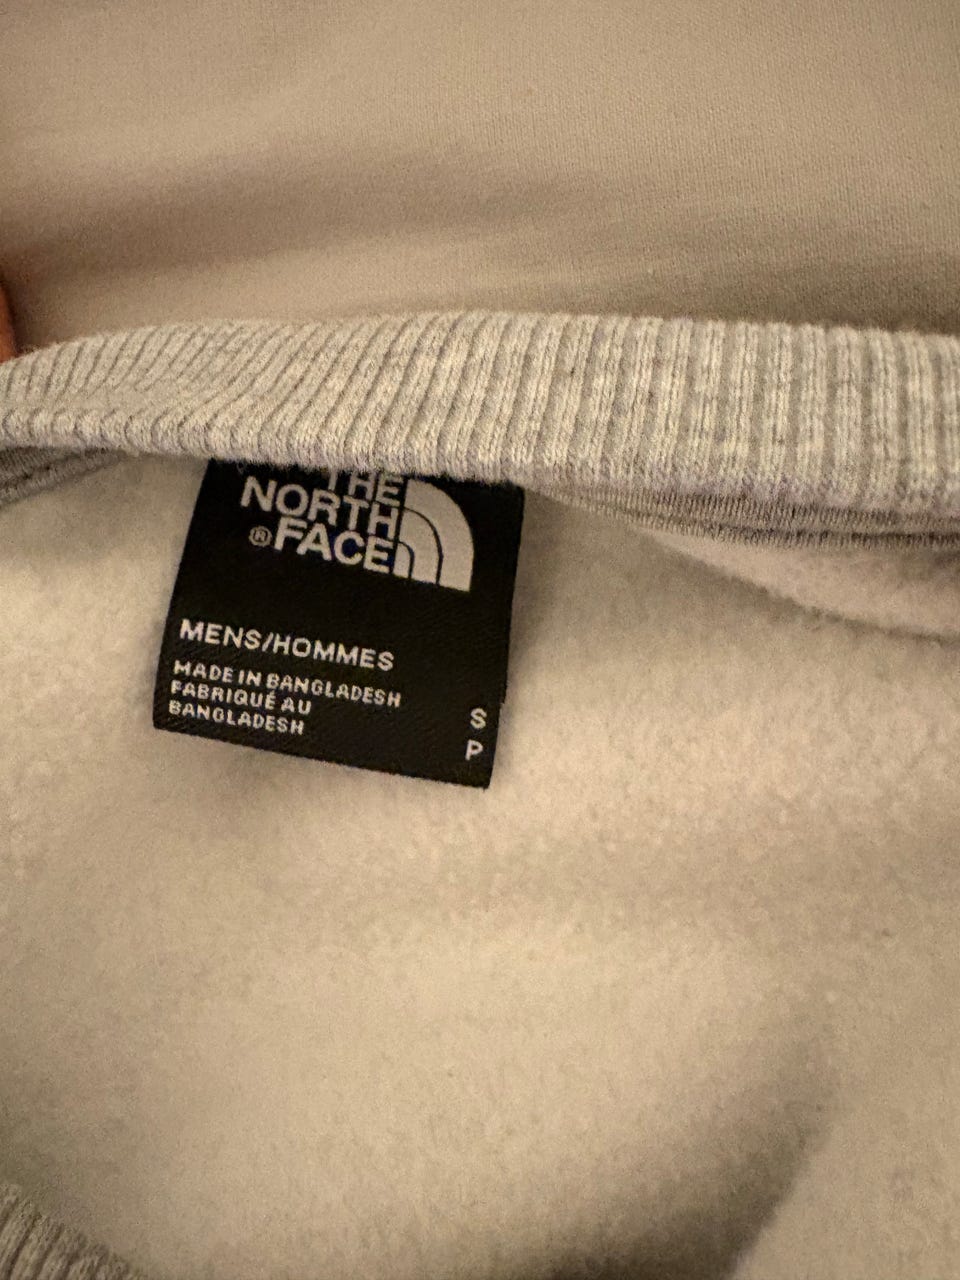 THE
NORTH
®FACE
MENS/HOMMES
MADE IN BANGLADESH
FABRIQUÉ AU
BANGLADESH
S
P